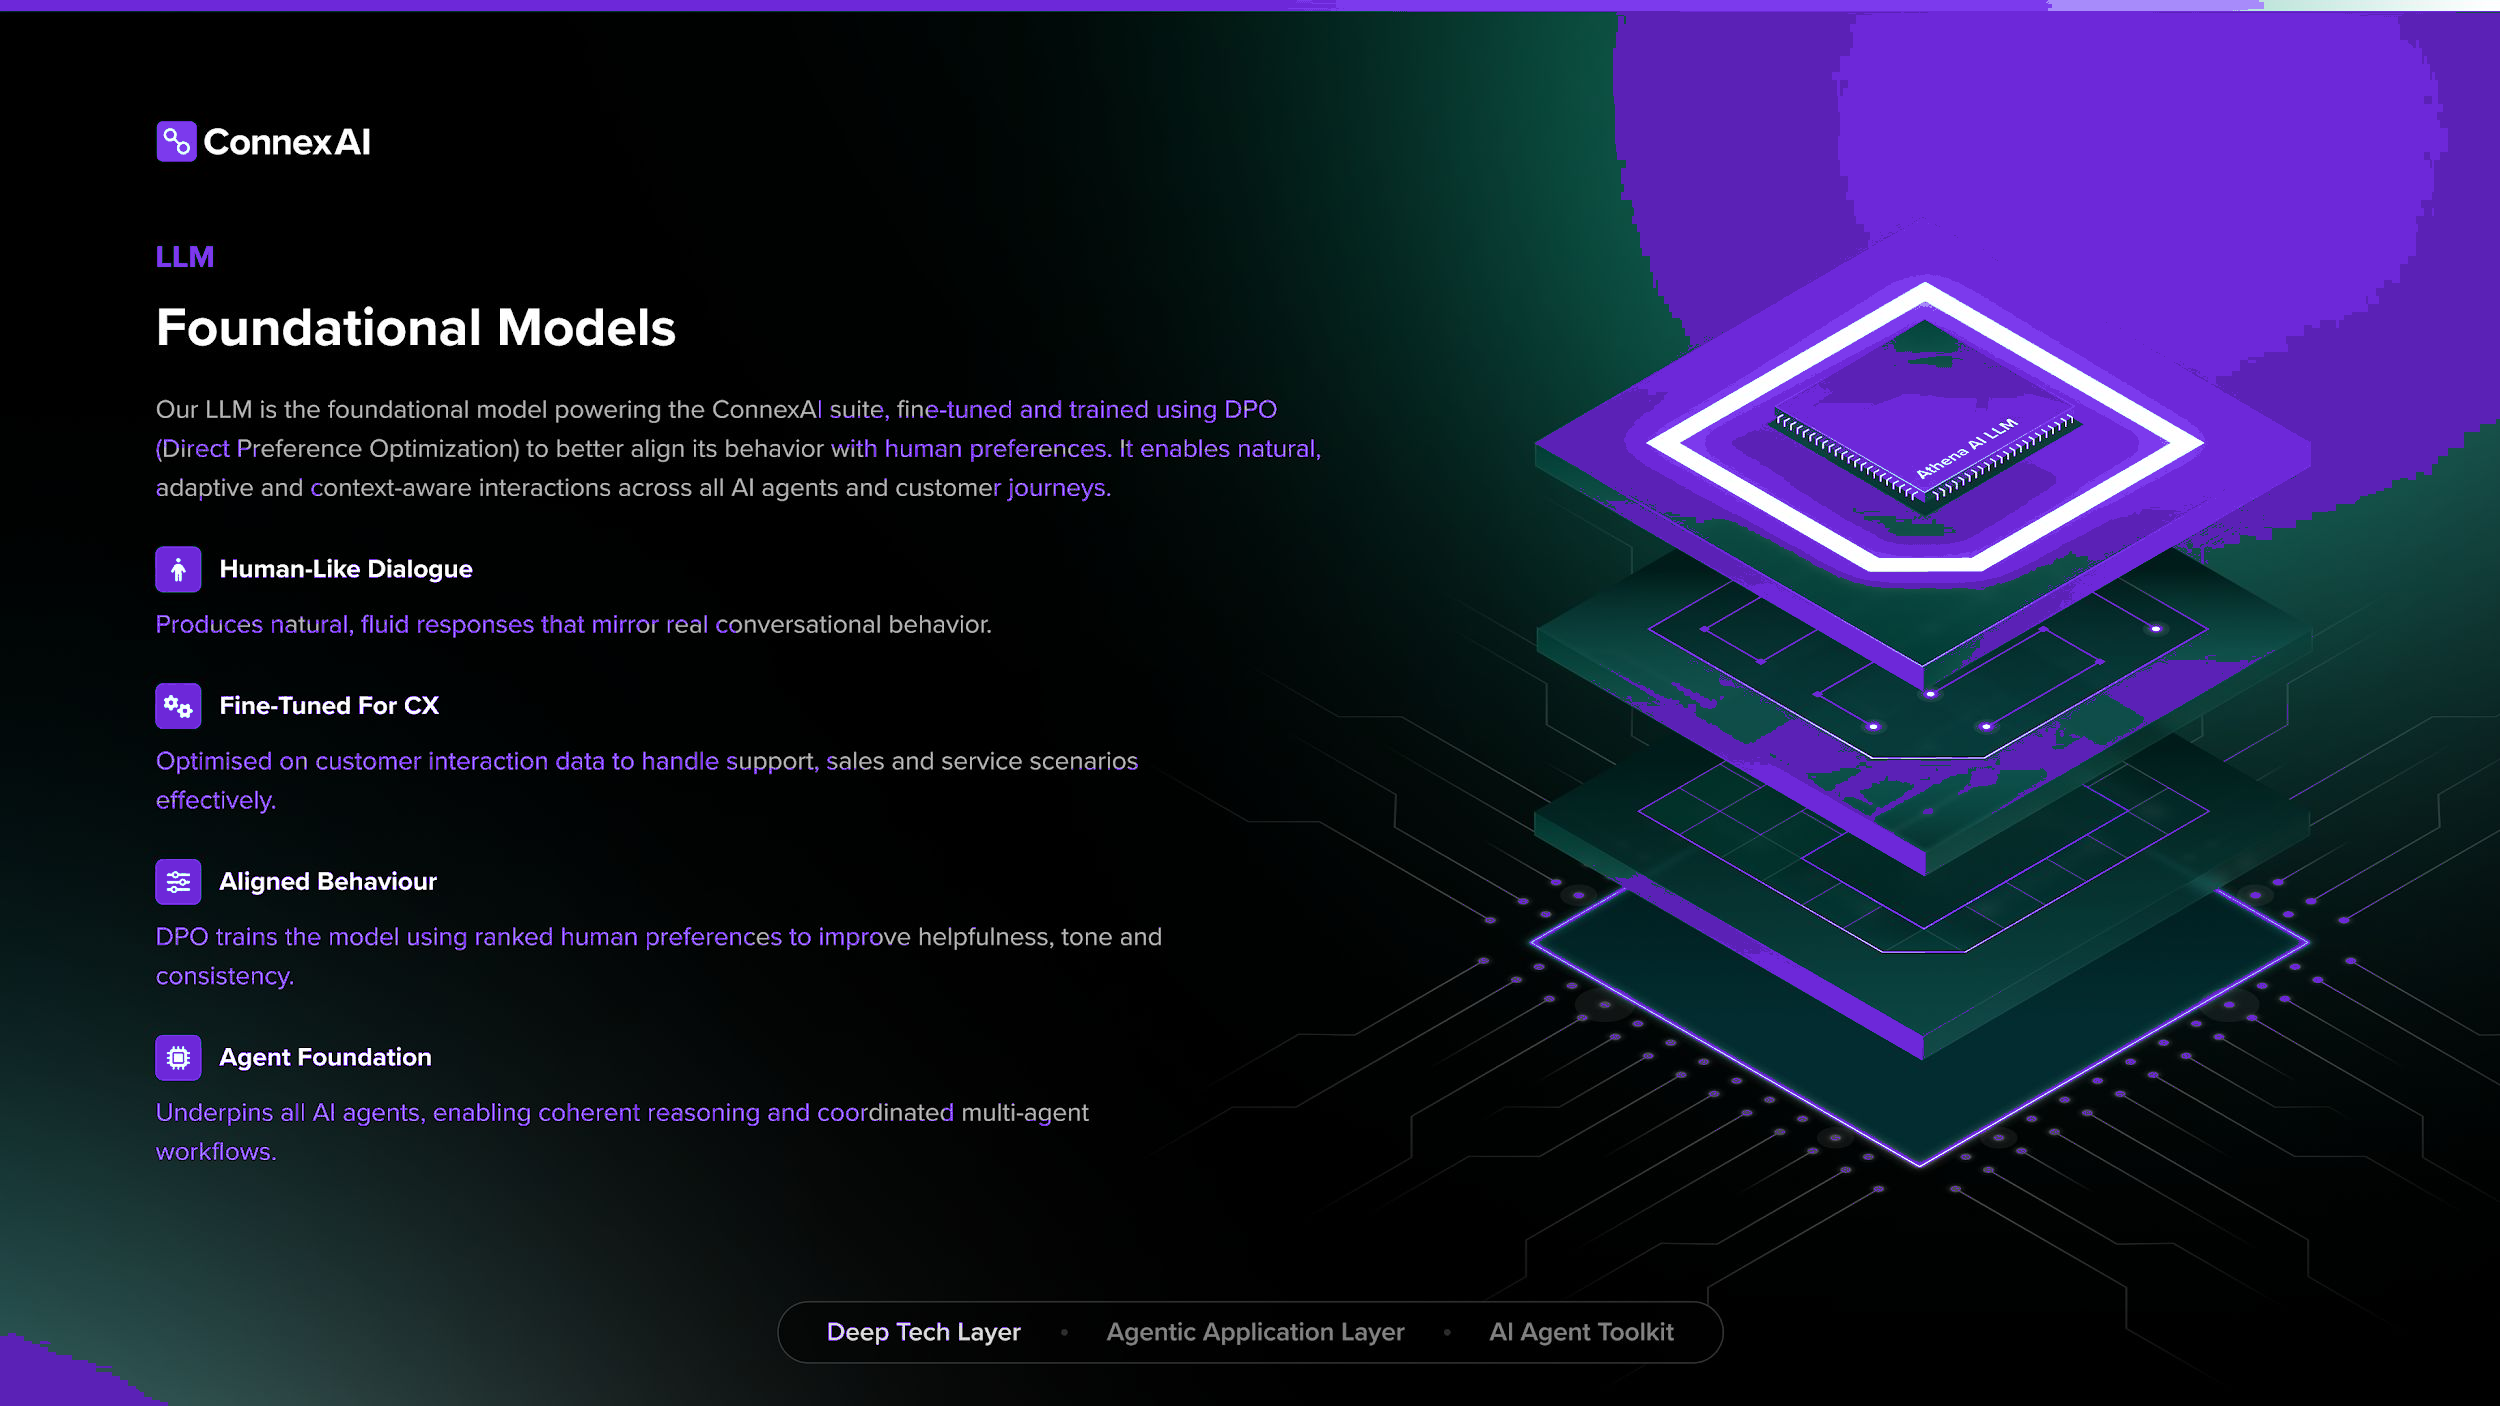 ConnexAI
LLM
Foundational Models
Our LLM is the foundational model powering the ConnexAI suite, fine-tuned and trained using DPO
(Direct Preference Optimization) to better align its behavior with human preferences. It enables natural,
adaptive and context-aware interactions across all AI agents and customer journeys.
Human-Like Dialogue
Produces natural, fluid responses that mirror real conversational behavior.
Fine-Tuned For CX
Optimised on customer interaction data to handle support, sales and service scenarios
effectively.
Aligned Behaviour
DPO trains the model using ranked human preferences to improve helpfulness, tone and
consistency.
Agent Foundation
Underpins all AI agents, enabling coherent reasoning and coordinated multi-agent
workflows.
Athena AI LLM
Deep Tech Layer • Agentic Application Layer • AI Agent Toolkit